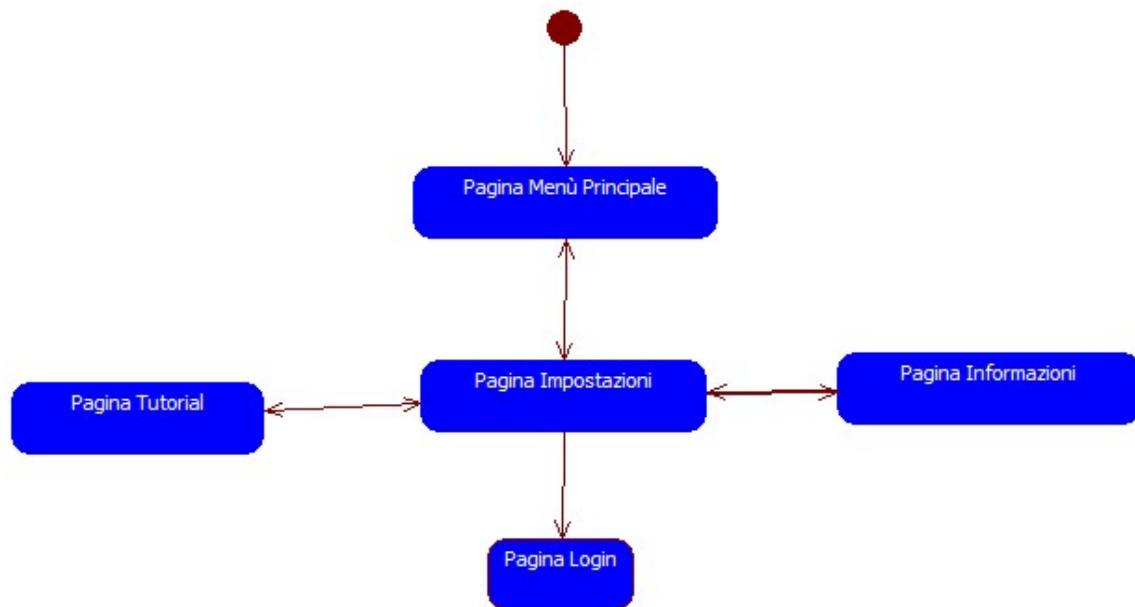 Pagina Menù Principale
Pagina Impostazioni
Pagina Informazioni
Pagina Tutorial
Pagina Login